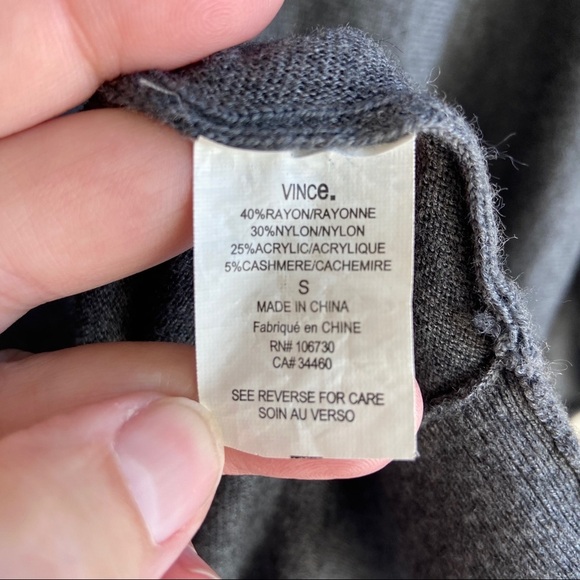 VINCe.
40%RAYON/RAYONNE
30%NYLON/NYLON
25%ACRYLIC/ACRYLIQUE
5%CASHMERE/CACHEMIRE
S
MADE IN CHINA
Fabriqué en CHINE
RN# 106730
CA# 34460
SEE REVERSE FOR CARE
SOIN AU VERSO